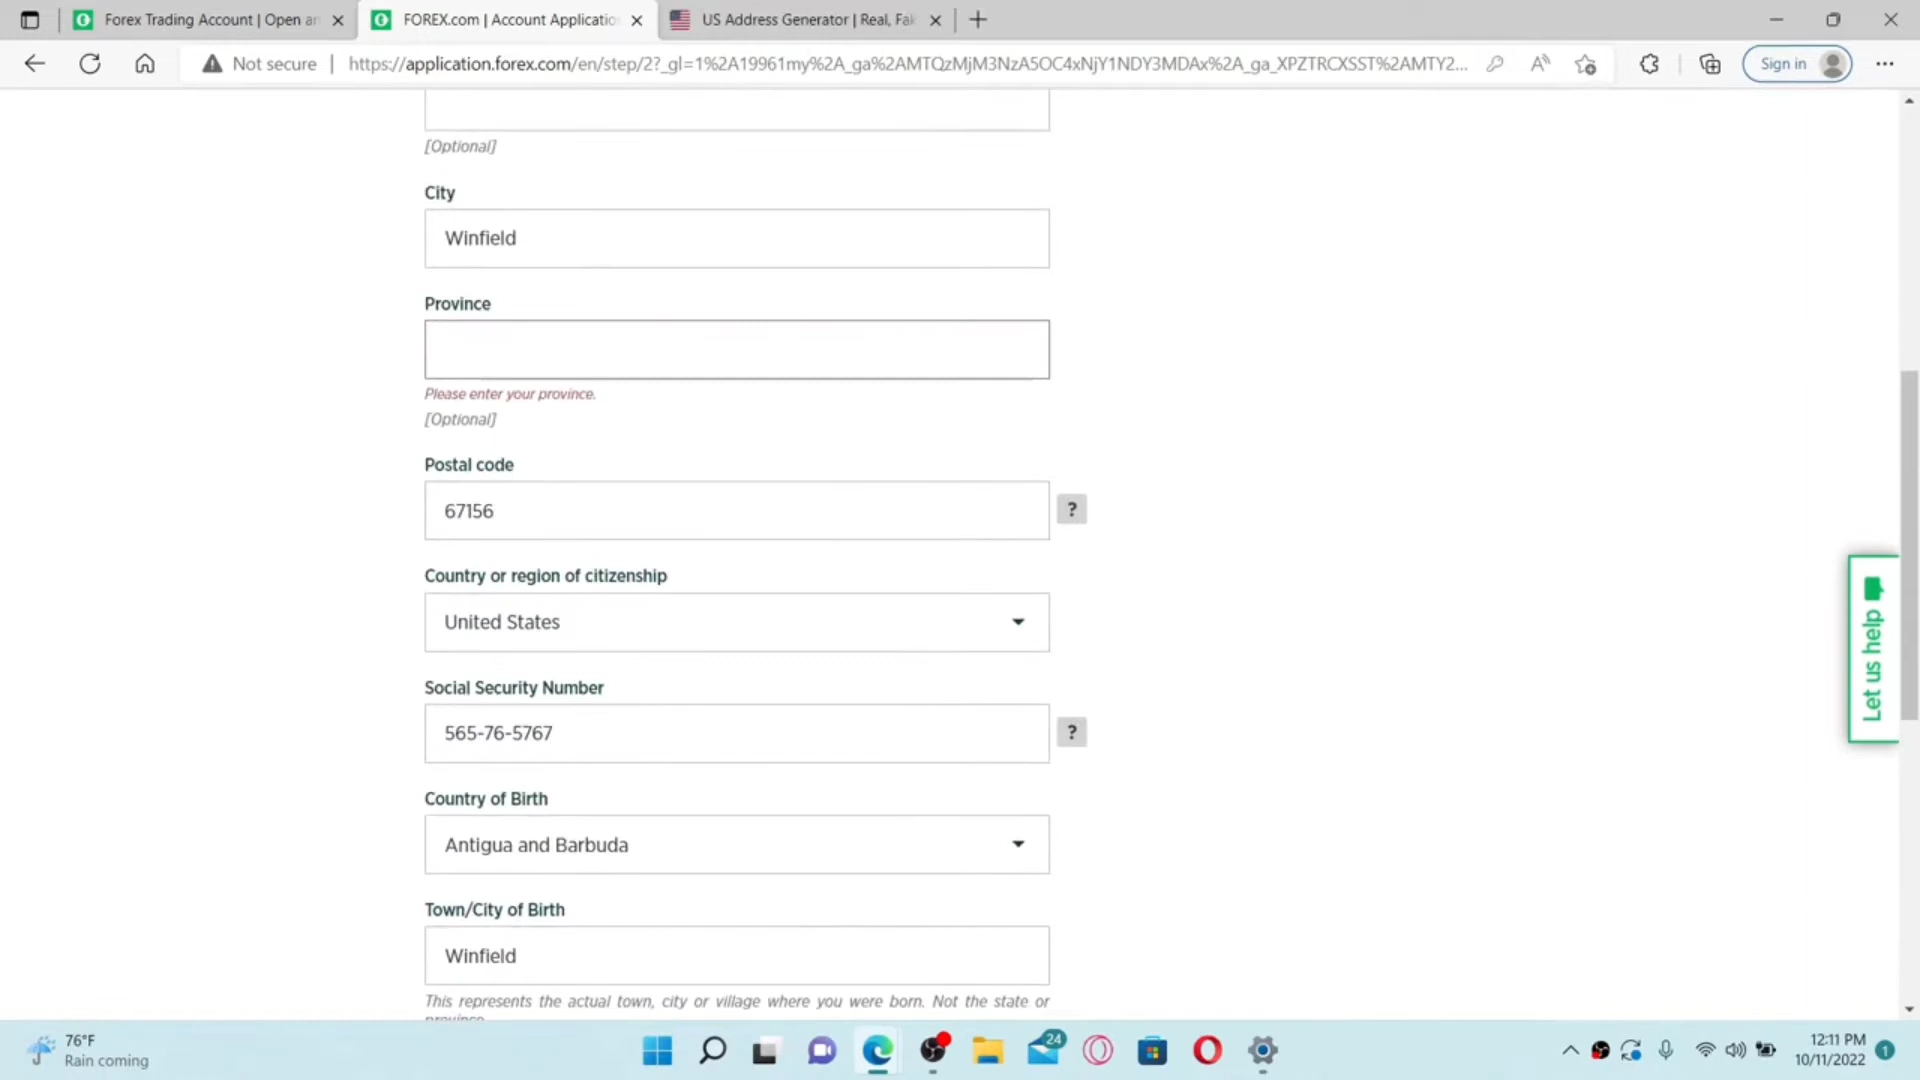 Forex Trading Account | Open an
FOREX.com | Account Applicatio
US Address Generator | Real, Fak
Not secure
https://application.forex.com/en/step/2?_gl=1%2A19961my%2A_ga%2AMTQzMjM3NzA5OC4xNjY1NDY3MDAx%2A_ga_XPZTRCXSST%2AMTY2...
Sign in
[Optional]
City
Winfield
Province
Please enter your province.
[Optional]
Postal code
67156
?
Country or region of citizenship
United States
Social Security Number
565-76-5767
?
Country of Birth
Antigua and Barbuda
Town/City of Birth
Winfield
This represents the actual town, city or village where you were born. Not the state or
province.
Let us help
76°F
Rain coming
24
12:11 PM
10/11/2022
1